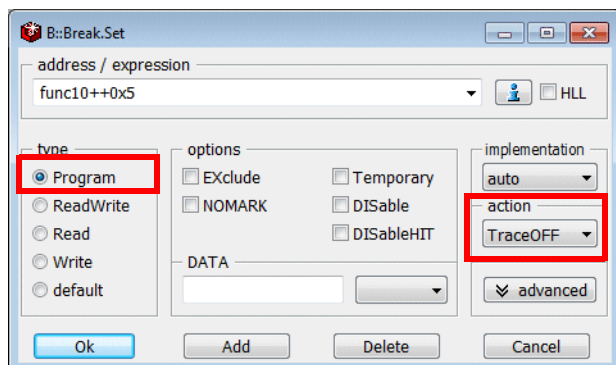 B::Break.Set
address / expression
func10++0x5
HLL
type
options
implementation
Program
EXclude
Temporary
auto
ReadWrite
NOMARK
DISable
action
Read
DISableHIT
TraceOFF
Write
DATA
default
advanced
Ok
Add
Delete
Cancel